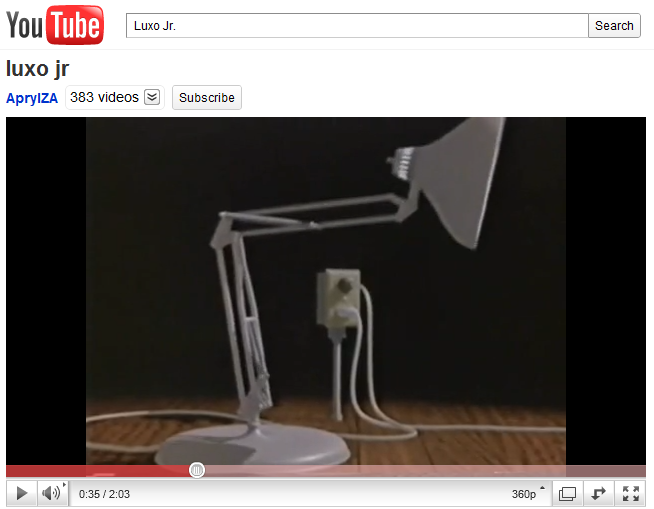 YouTube
Luxo Jr.
Search
luxo jr
AprylZA
383 videos
Subscribe
0:35 / 2:03
360p